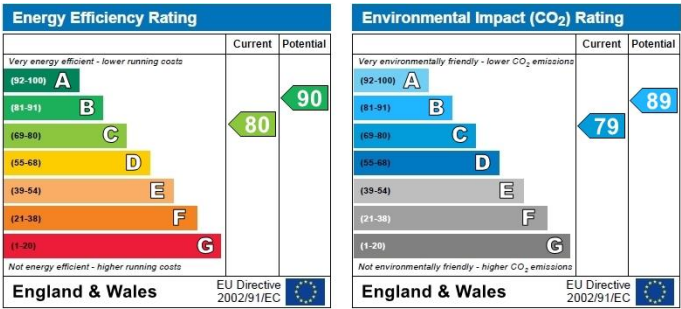 Energy Efficiency Rating
Current Potential
Very energy efficient - lower running costs
(92-100) A
(81-91) B
(69-80) C
(55-68) D
(39-54) E
(21-38) F
(1-20) G
80
90
Not energy efficient - higher running costs
England & Wales
EU Directive
2002/91/EC
Environmental Impact (CO₂) Rating
Current Potential
Very environmentally friendly - lower CO₂ emissions
(92-100) A
(81-91) B
(69-80) C
(55-68) D
(39-54) E
(21-38) F
(1-20) G
79
89
Not environmentally friendly - higher CO₂ emissions
England & Wales
EU Directive
2002/91/EC